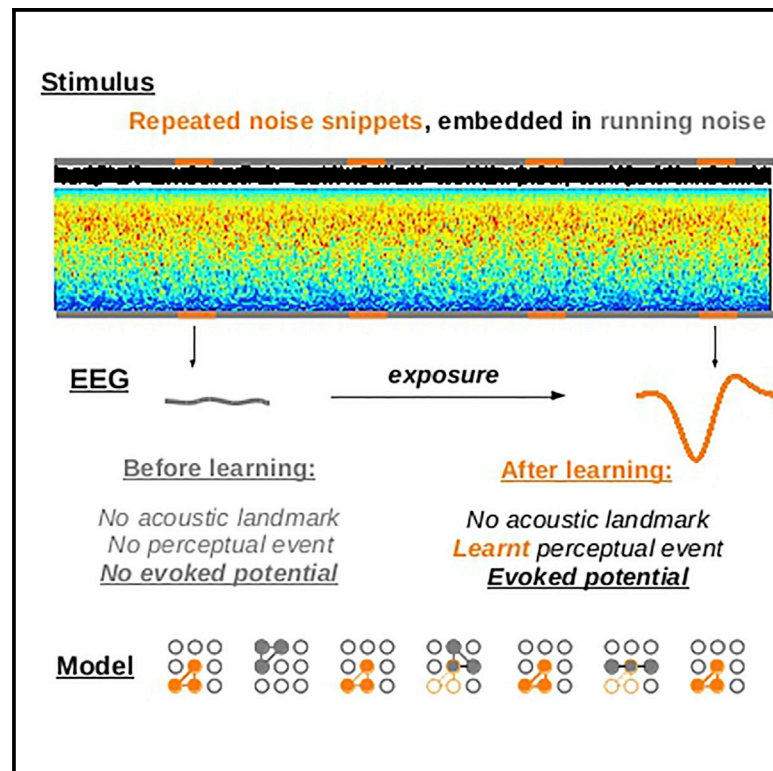 Stimulus
Repeated noise snippets, embedded in running noise
EEG
exposure
Before learning:
No acoustic landmark
No perceptual event
No evoked potential
After learning:
No acoustic landmark
Learnt perceptual event
Evoked potential
Model